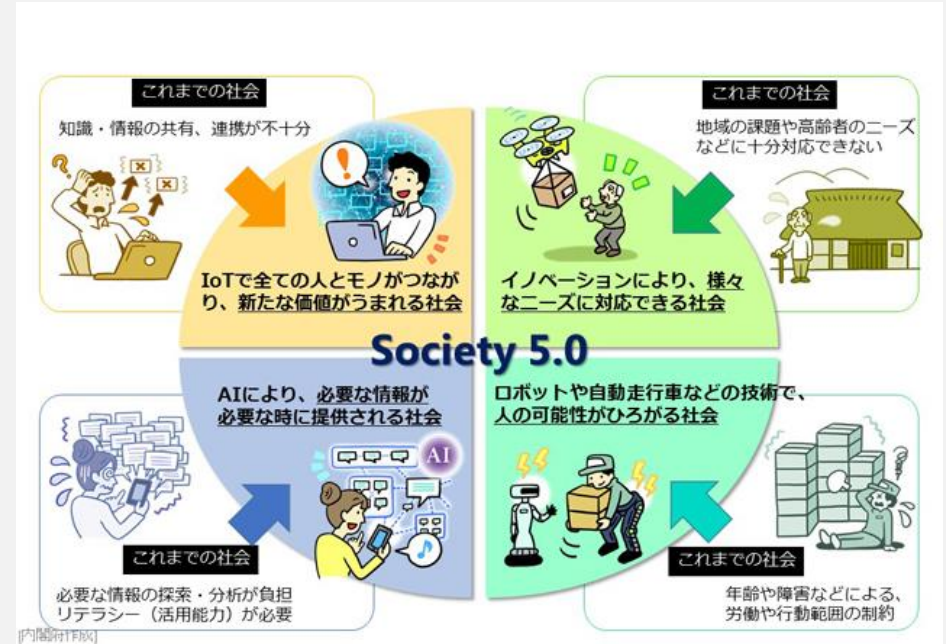 これまでの社会
知識・情報の共有、連携が不十分
IoTで全ての人とモノがつなが
り、新たな価値がうまれる社会
これまでの社会
地域の課題や高齢者のニーズ
などに十分対応できない
イノベーションにより、様々
なニーズに対応できる社会
Society 5.0
AIにより、必要な情報が
必要な時に提供される社会
AI
これまでの社会
必要な情報の探索・分析が負担
リテラシー（活用能力）が必要
ロボットや自動走行車などの技術で、
人の可能性がひろがる社会
これまでの社会
年齢や障害などによる、
労働や行動範囲の制約
[内閣府作成]